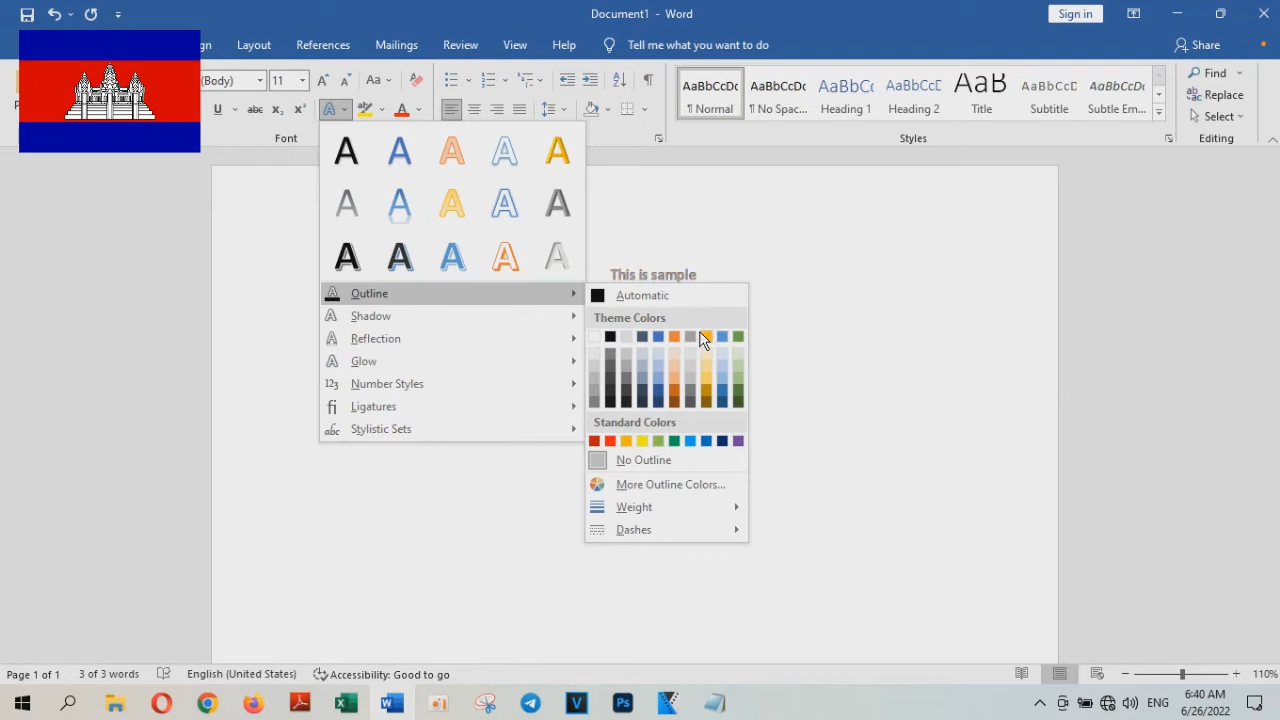 Document1 - Word
Sign in
Layout References Mailings Review View Help Tell me what you want to do Share
(Body) 11 Aa AaBbCcDc AaBbCcDc AaBbCc AaBbCcD AaB AaBbCcD AaBbCcDc Find
¶ Normal ¶ No Spac... Heading 1 Heading 2 Title Subtitle Subtle Em... Replace
Select
Font Styles Editing
This is sample
Outline
Shadow
Reflection
Glow
Number Styles
Ligatures
Stylistic Sets
Automatic
Theme Colors
Standard Colors
No Outline
More Outline Colors...
Weight
Dashes
Page 1 of 1 3 of 3 words English (United States) Accessibility: Good to go 110%
ENG 6:40 AM
6/26/2022